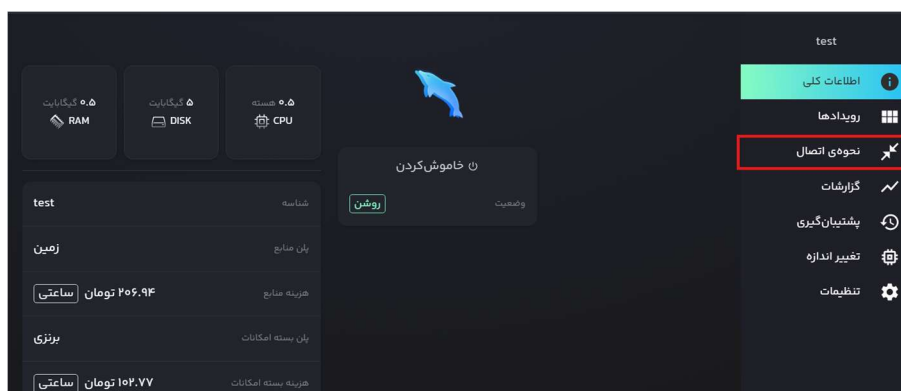 test
اطلاعات کلی
رویدادها
نحوه‌ی اتصال
گزارشات
پشتیبان‌گیری
تغییر اندازه
تنظیمات
خاموش‌کردن
وضعیت روشن
۰.۵ هسته
CPU
۵ گیگابایت
DISK
۰.۵ گیگابایت
RAM
شناسه test
پلن منابع زمین
هزینه منابع ۲۰۶.۹۴ تومان ساعتی
پلن بسته امکانات برنزی
هزینه بسته امکانات ۱۰۲.۷۷ تومان ساعتی